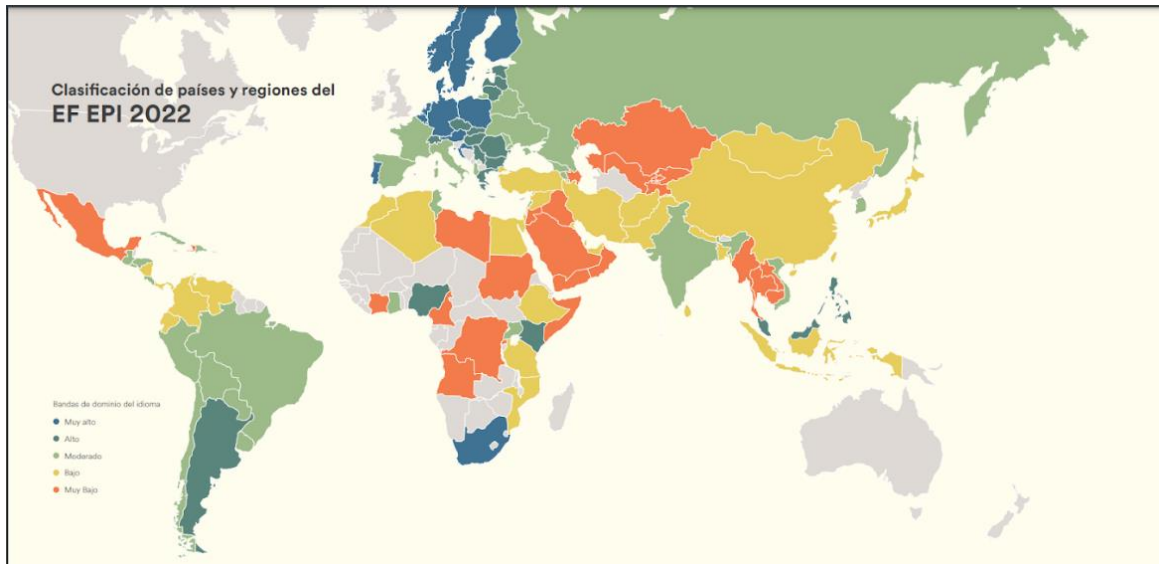 Clasificación de países y regiones del
EF EPI 2022
Bandas de dominio del idioma
Muy alto
Alto
Moderado
Bajo
Muy Bajo